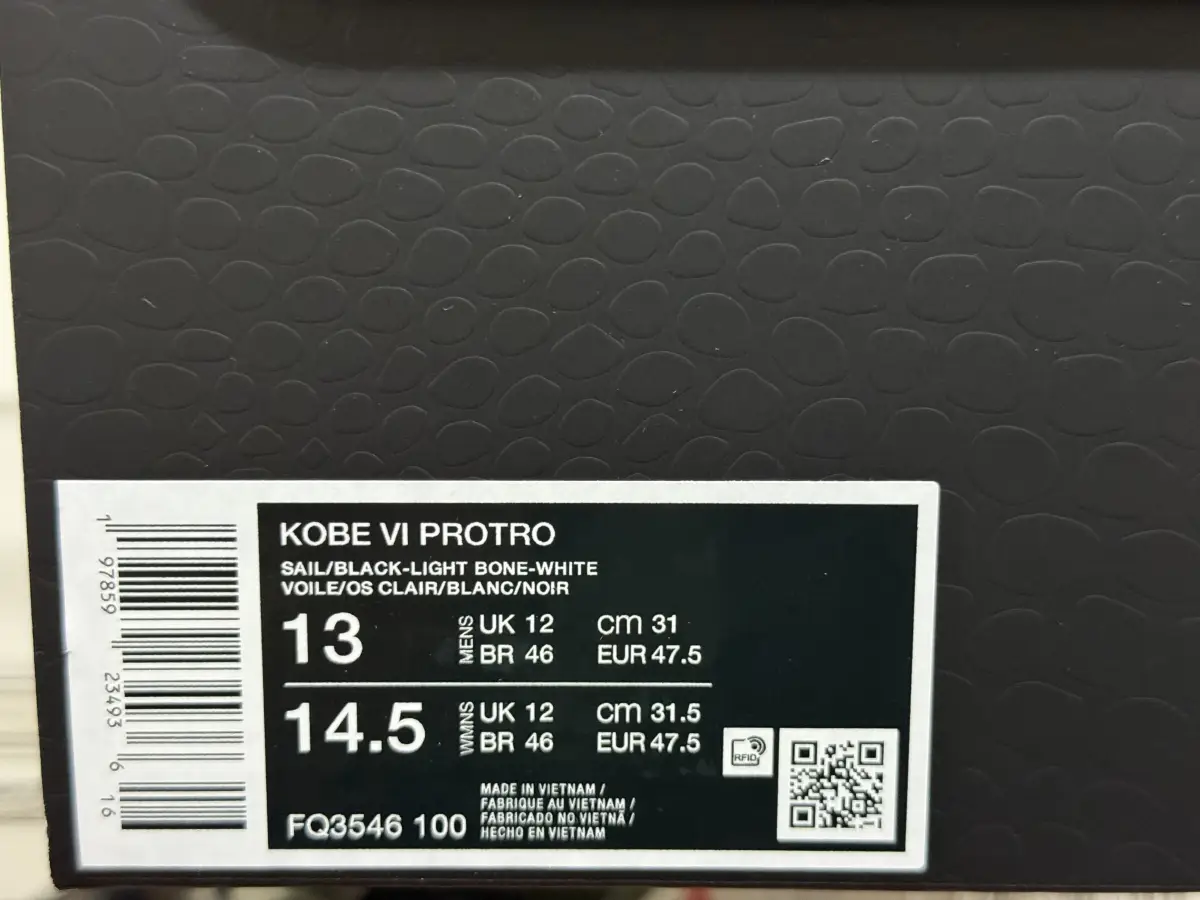 KOBE VI PROTRO
SAIL/BLACK-LIGHT BONE-WHITE
VOILE/OS CLAIR/BLANC/NOIR
13
MENS
UK 12 cm 31
BR 46 EUR 47.5
14.5
WMNS
UK 12 cm 31.5
BR 46 EUR 47.5
RFID
MADE IN VIETNAM /
FABRIQUE AU VIETNAM /
FABRICADO NO VIETNÃ /
HECHO EN VIETNAM
FQ3546 100
1 97859 23493 6 16